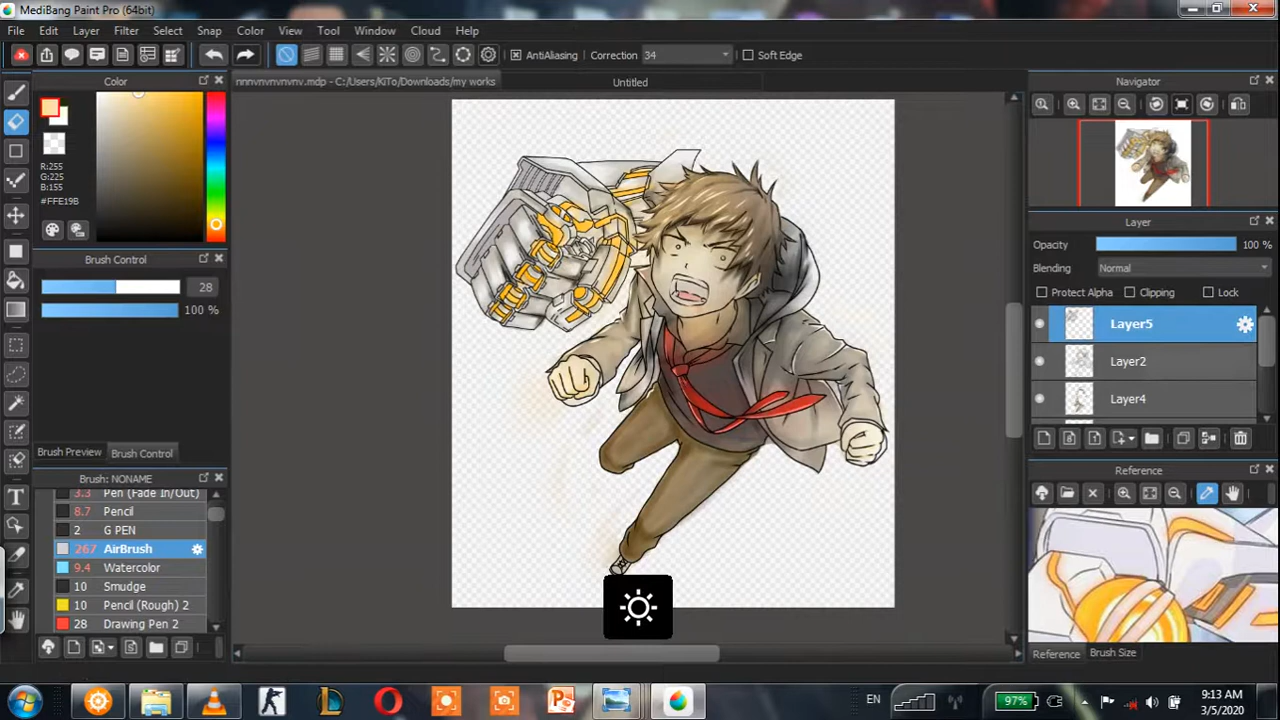 MediBang Paint Pro (64bit)
File Edit Layer Filter Select Snap Color View Tool Window Cloud Help
AntiAliasing Correction 34 Soft Edge
Color
nnnvnvnvnvnv.mdp - C:/Users/KiTo/Downloads/my works
Untitled
Navigator
R:255
G:225
B:155
#FFE19B
Layer
Opacity 100 %
Brush Control
Blending Normal
28
Protect Alpha Clipping Lock
100 %
Layer5
Layer2
Layer4
Brush Preview Brush Control
Brush: NONAME
Reference
3.3 Pen (Fade In/Out)
8.7 Pencil
2 G PEN
267 AirBrush
9.4 Watercolor
10 Smudge
10 Pencil (Rough) 2
28 Drawing Pen 2
Reference Brush Size
EN
97%
9:13 AM
3/5/2020